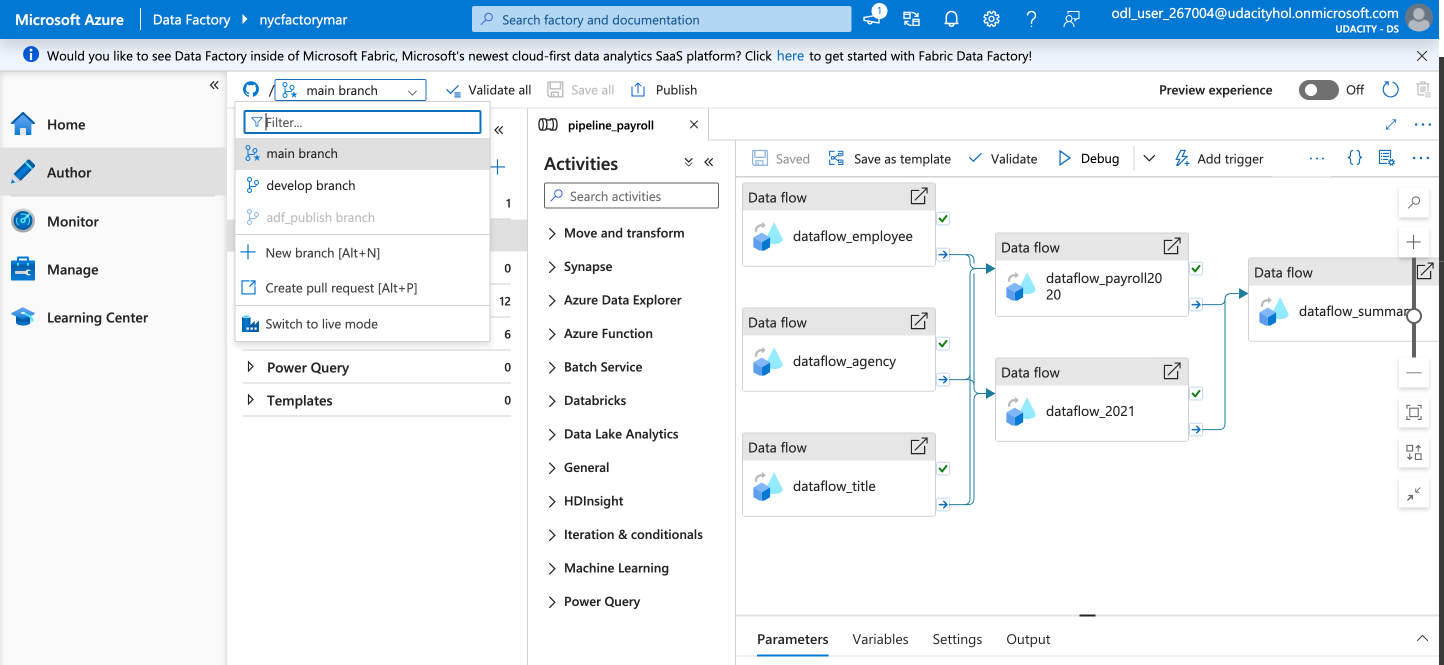 Microsoft Azure
Data Factory
nycfactorymar
Search factory and documentation
1
odl_user_267004@udacityhol.onmicrosoft.com
UDACITY - DS
Would you like to see Data Factory inside of Microsoft Fabric, Microsoft's newest cloud-first data analytics SaaS platform? Click here to get started with Fabric Data Factory!
Home
Author
Monitor
Manage
Learning Center
/ main branch
Validate all
Save all
Publish
Preview experience
Off
Filter...
main branch
develop branch
adf_publish branch
New branch [Alt+N]
Create pull request [Alt+P]
Switch to live mode
1
0
12
6
Power Query 0
Templates 0
pipeline_payroll
Activities
Search activities
Move and transform
Synapse
Azure Data Explorer
Azure Function
Batch Service
Databricks
Data Lake Analytics
General
HDInsight
Iteration & conditionals
Machine Learning
Power Query
Saved
Save as template
Validate
Debug
Add trigger
Data flow
dataflow_employee
Data flow
dataflow_agency
Data flow
dataflow_title
Data flow
dataflow_payroll20
20
Data flow
dataflow_2021
Data flow
dataflow_summar
Parameters
Variables
Settings
Output